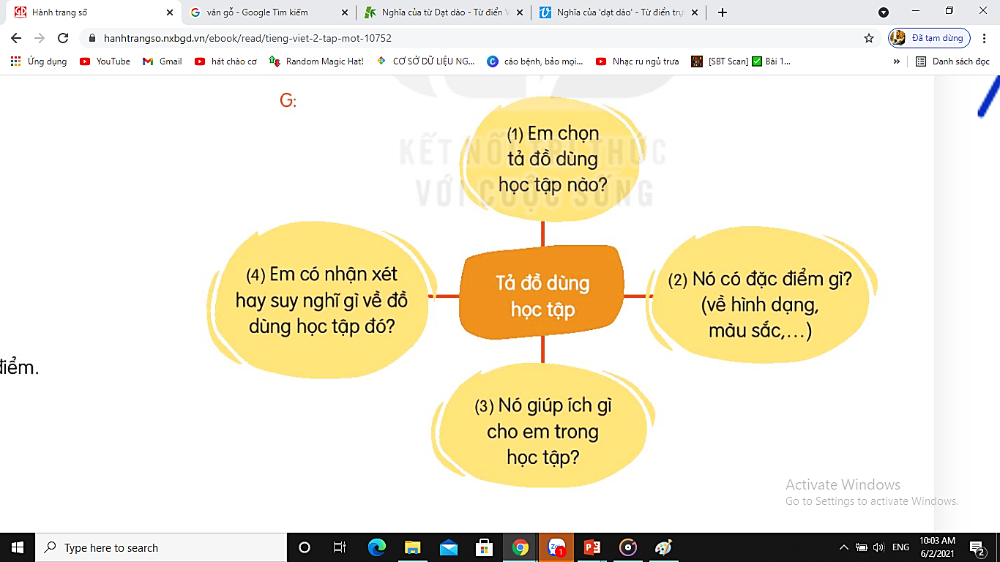 Hành trang số
vân gỗ - Google Tìm kiếm
Nghĩa của từ Dạt dào - Từ điển V
Nghĩa của 'dạt dào' - Từ điển trự
hanhtrangso.nxbgd.vn/ebook/read/tieng-viet-2-tap-mot-10752
Đã tạm dừng
Ứng dụng
YouTube
Gmail
hát chào cơ
Random Magic Hat!
CƠ SỞ DỮ LIỆU NG...
cáo bệnh, bảo mọi...
Nhạc ru ngủ trưa
[SBT Scan] ✅ Bài 1...
»
Danh sách đọc
G:
KẾT NỐI TRI THỨC
VỚI CUỘC SỐNG
(1) Em chọn
tả đồ dùng
học tập nào?
(4) Em có nhận xét
hay suy nghĩ gì về đồ
dùng học tập đó?
Tả đồ dùng
học tập
(2) Nó có đặc điểm gì?
(về hình dạng,
màu sắc,...)
điểm.
(3) Nó giúp ích gì
cho em trong
học tập?
Activate Windows
Go to Settings to activate Windows.
Type here to search
1
ENG
10:03 AM
6/2/2021
2